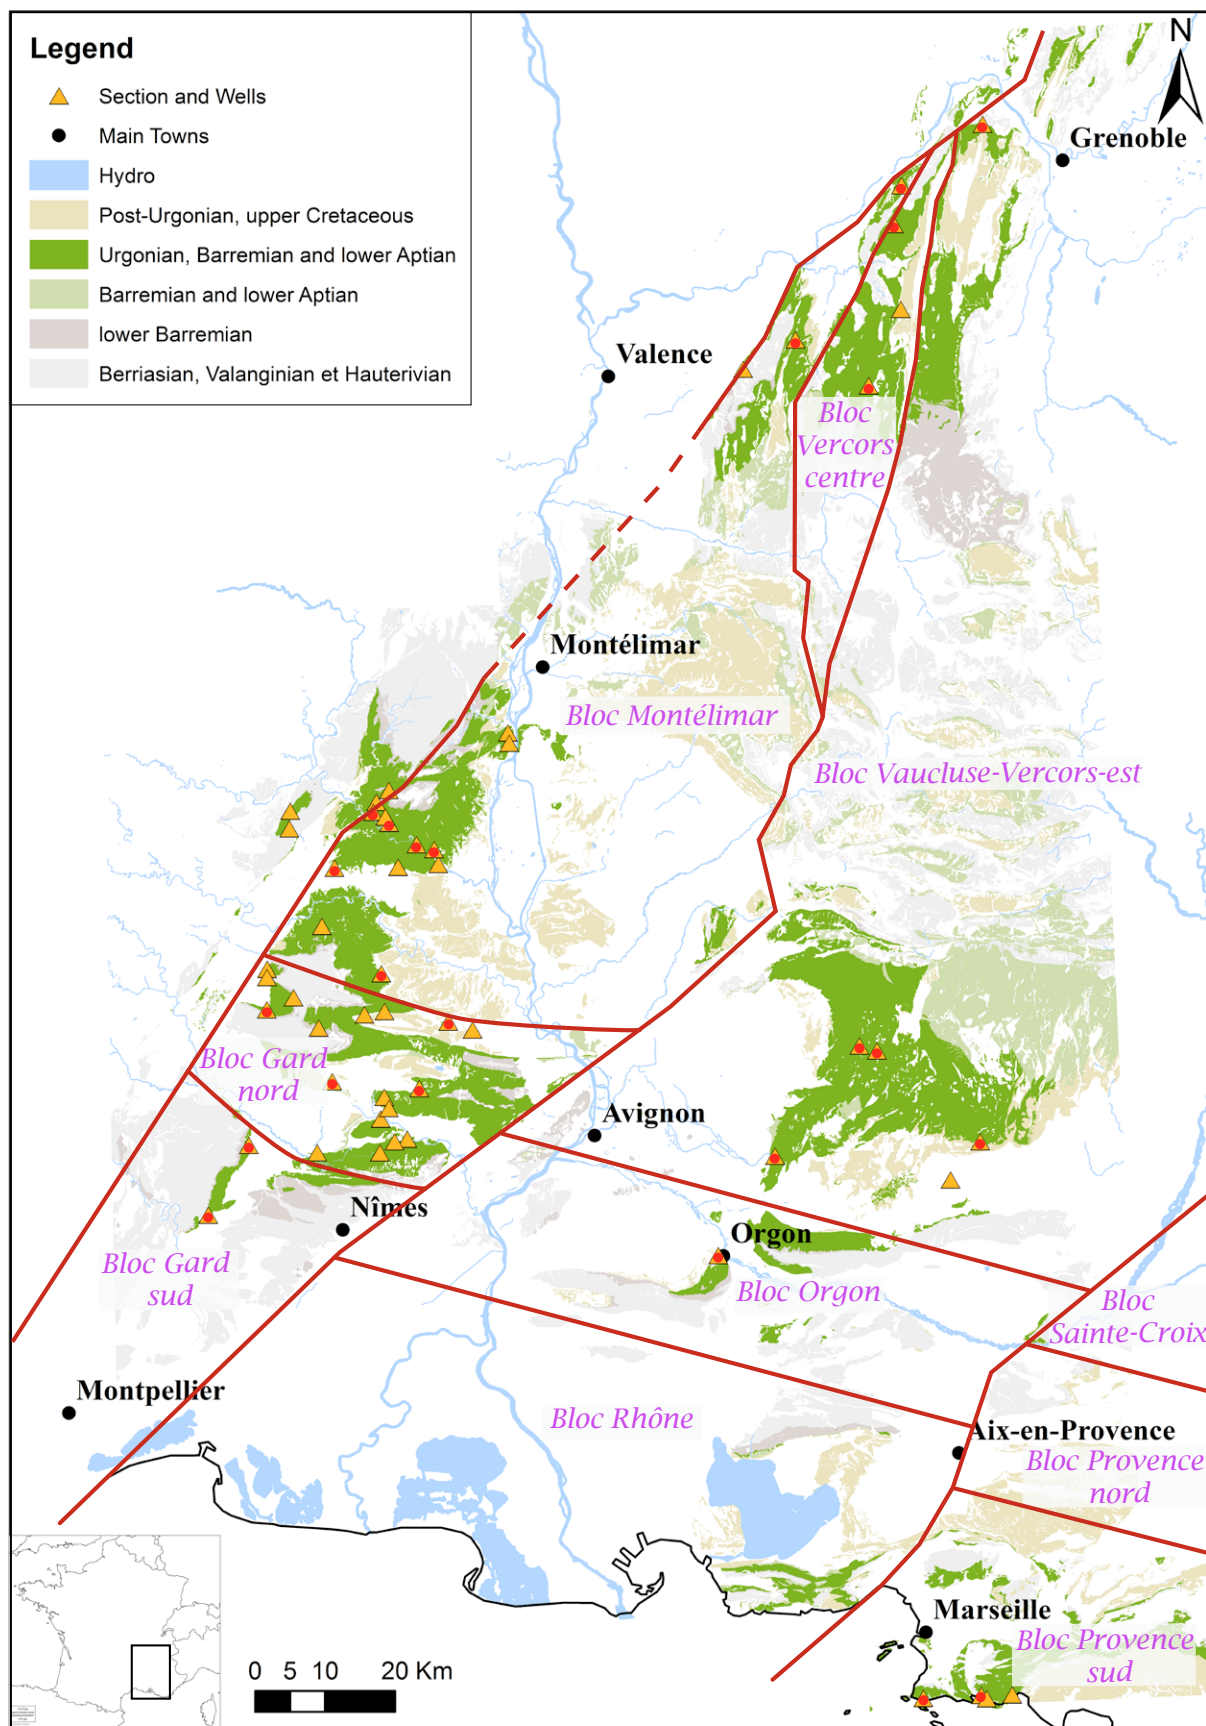 Legend
Section and Wells
Main Towns
Hydro
Post-Urgonian, upper Cretaceous
Urgonian, Barremian and lower Aptian
Barremian and lower Aptian
lower Barremian
Berriasian, Valanginian et Hauterivian
N
Grenoble
Valence
Bloc
Vercors
centre
Montélimar
Bloc Montélimar
Bloc Vaucluse-Vercors-est
Bloc Gard
nord
Avignon
Nîmes
Orgon
Bloc Gard
sud
Bloc Orgon
Bloc
Sainte-Croix
Montpellier
Bloc Rhône
Aix-en-Provence
Bloc Provence
nord
Marseille
Bloc Provence
sud
0 5 10 20 Km